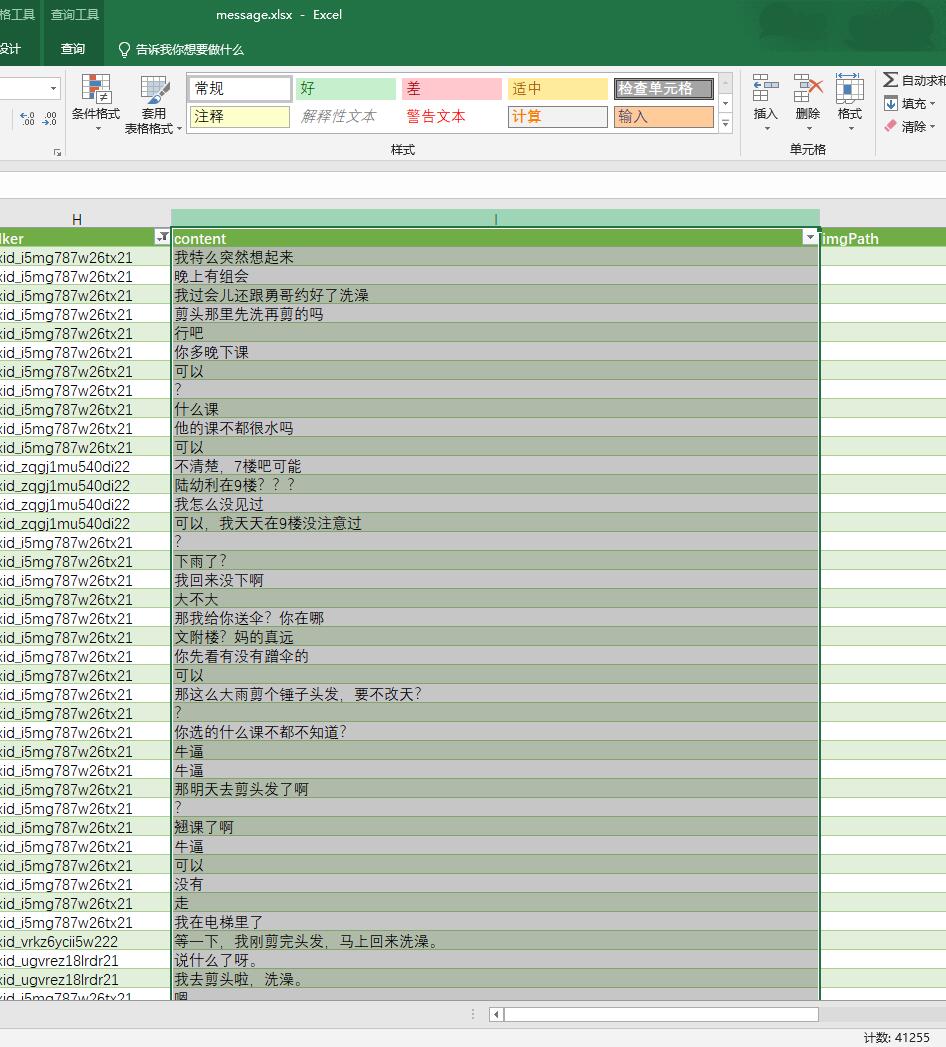 格工具 查询工具 message.xlsx - Excel
设计 查询 告诉我你想要做什么
条件格式 套用表格格式 常规 好 差 适中 检查单元格 插入 删除 格式 自动求和
注释 解释性文本 警告文本 计算 输入 填充
清除
样式 单元格
H I
lker content imgPath
xid_i5mg787w26tx21 我特么突然想起来
xid_i5mg787w26tx21 晚上有组会
xid_i5mg787w26tx21 我过会儿还跟勇哥约好了洗澡
xid_i5mg787w26tx21 剪头那里先洗再剪的吗
xid_i5mg787w26tx21 行吧
xid_i5mg787w26tx21 你多晚下课
xid_i5mg787w26tx21 可以
xid_i5mg787w26tx21 ?
xid_i5mg787w26tx21 什么课
xid_i5mg787w26tx21 他的课不都很水吗
xid_i5mg787w26tx21 可以
xid_zqgj1mu540di22 不清楚，7楼吧可能
xid_zqgj1mu540di22 陆幼利在9楼？？？
xid_zqgj1mu540di22 我怎么没见过
xid_zqgj1mu540di22 可以，我天天在9楼没注意过
xid_i5mg787w26tx21 ?
xid_i5mg787w26tx21 下雨了?
xid_i5mg787w26tx21 我回来没下啊
xid_i5mg787w26tx21 大不大
xid_i5mg787w26tx21 那我给你送伞？你在哪
xid_i5mg787w26tx21 文附楼？妈的真远
xid_i5mg787w26tx21 你先看有没有蹭伞的
xid_i5mg787w26tx21 可以
xid_i5mg787w26tx21 那这么大雨剪个锤子头发，要不改天?
xid_i5mg787w26tx21 ?
xid_i5mg787w26tx21 你选的什么课不都不知道?
xid_i5mg787w26tx21 牛逼
xid_i5mg787w26tx21 牛逼
xid_i5mg787w26tx21 那明天去剪头发了啊
xid_i5mg787w26tx21 ?
xid_i5mg787w26tx21 翘课了啊
xid_i5mg787w26tx21 牛逼
xid_i5mg787w26tx21 可以
xid_i5mg787w26tx21 没有
xid_i5mg787w26tx21 走
xid_i5mg787w26tx21 我在电梯里了
xid_vrkz6ycii5w222 等一下，我刚剪完头发，马上回来洗澡。
xid_ugvrez18lrdr21 说什么了呀。
xid_ugvrez18lrdr21 我去剪头啦，洗澡。
xid_i5mg787w26tx21 嗯
计数: 41255